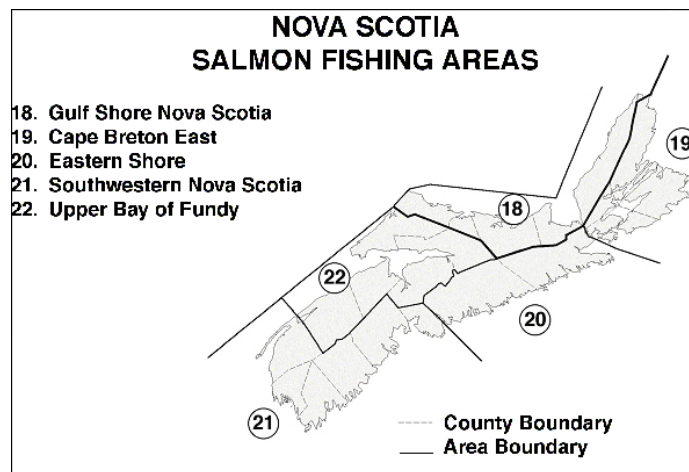 NOVA SCOTIA
SALMON FISHING AREAS
18. Gulf Shore Nova Scotia
19. Cape Breton East
20. Eastern Shore
21. Southwestern Nova Scotia
22. Upper Bay of Fundy
19
18
22
20
21
County Boundary
Area Boundary